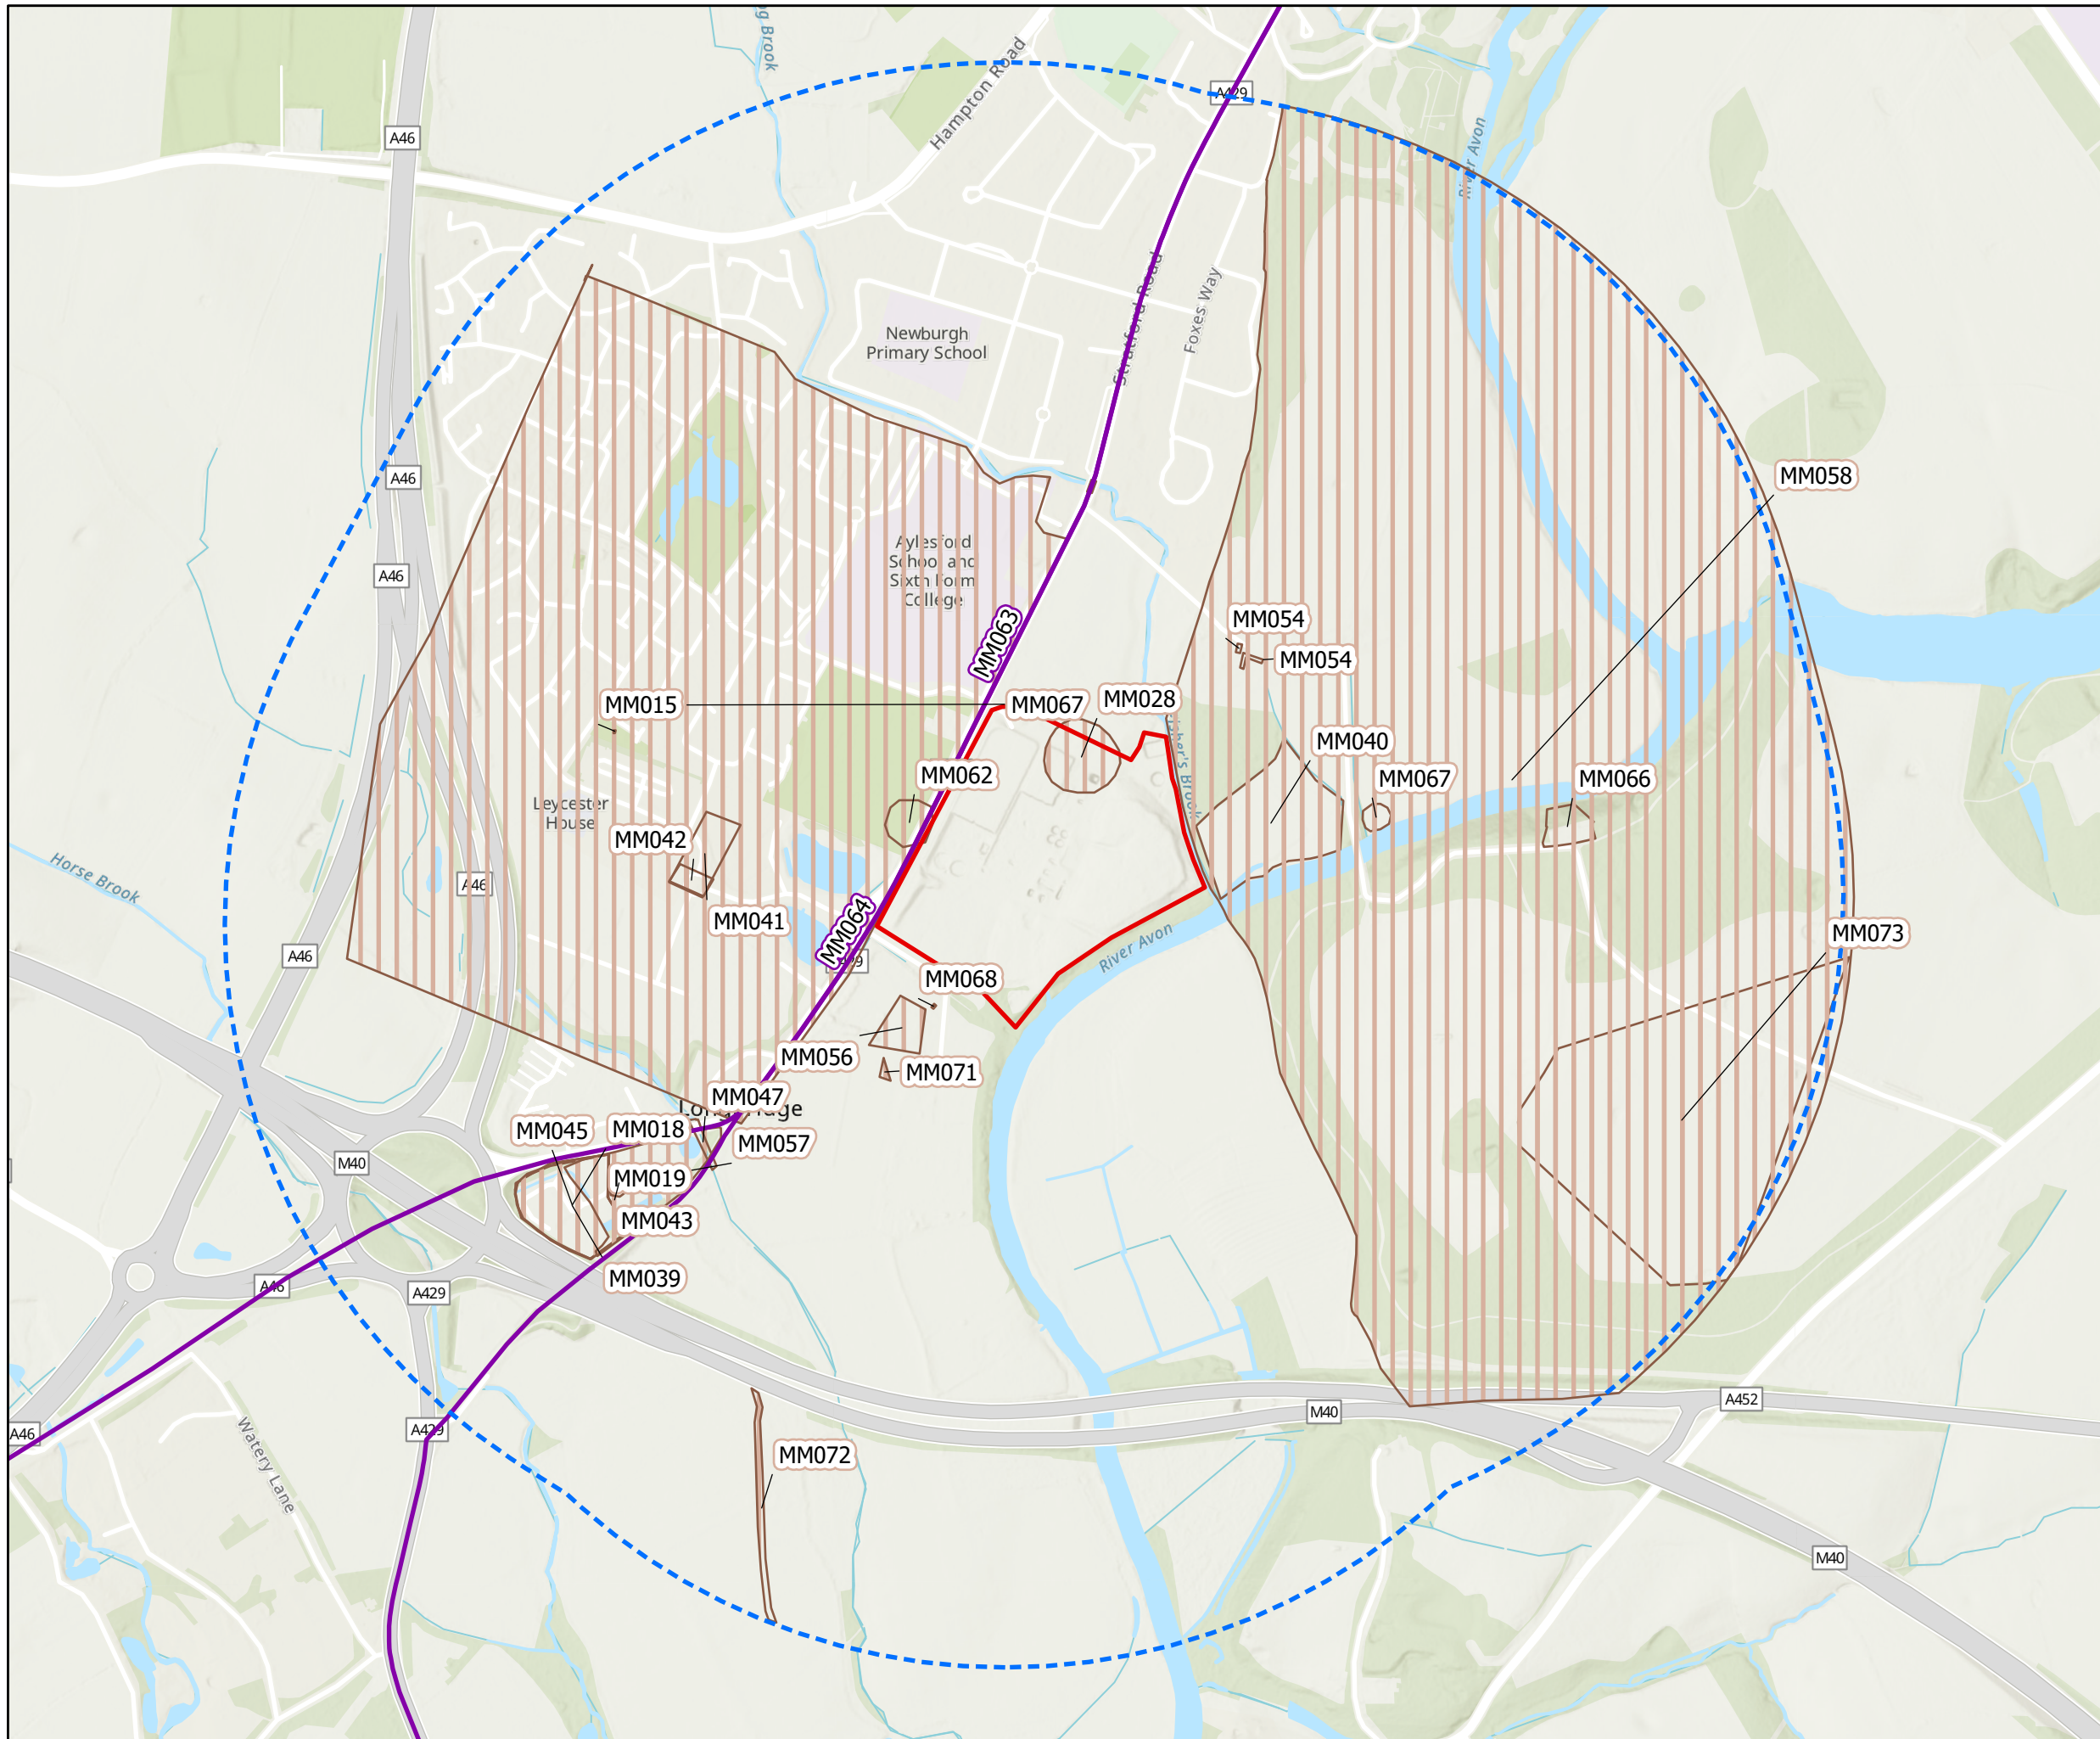 og Brook
Hampton Road
A429
A46
River Avon
Stratford Road
Foxes Way
Newburgh
Primary School
A46
MM058
Aylesford
School and
Sixth Form
College
A46
MM063
MM054
MM054
MM015
MM067
MM028
MM040
MM062
MM067
MM066
Leycester
House
MM042
Horse Brook
A46
MM041
MM064
River Avon
MM073
A46
MM068
MM056
MM071
MM047
MM045
MM018
MM057
M40
MM019
MM043
MM039
A46
A429
A452
M40
A46
A429
Watery Lane
MM072
M40